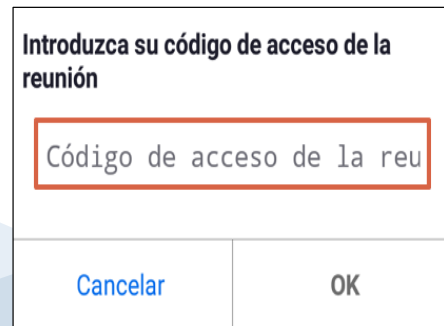 Introduzca su código de acceso de la
reunión
Código de acceso de la reu
Cancelar
OK